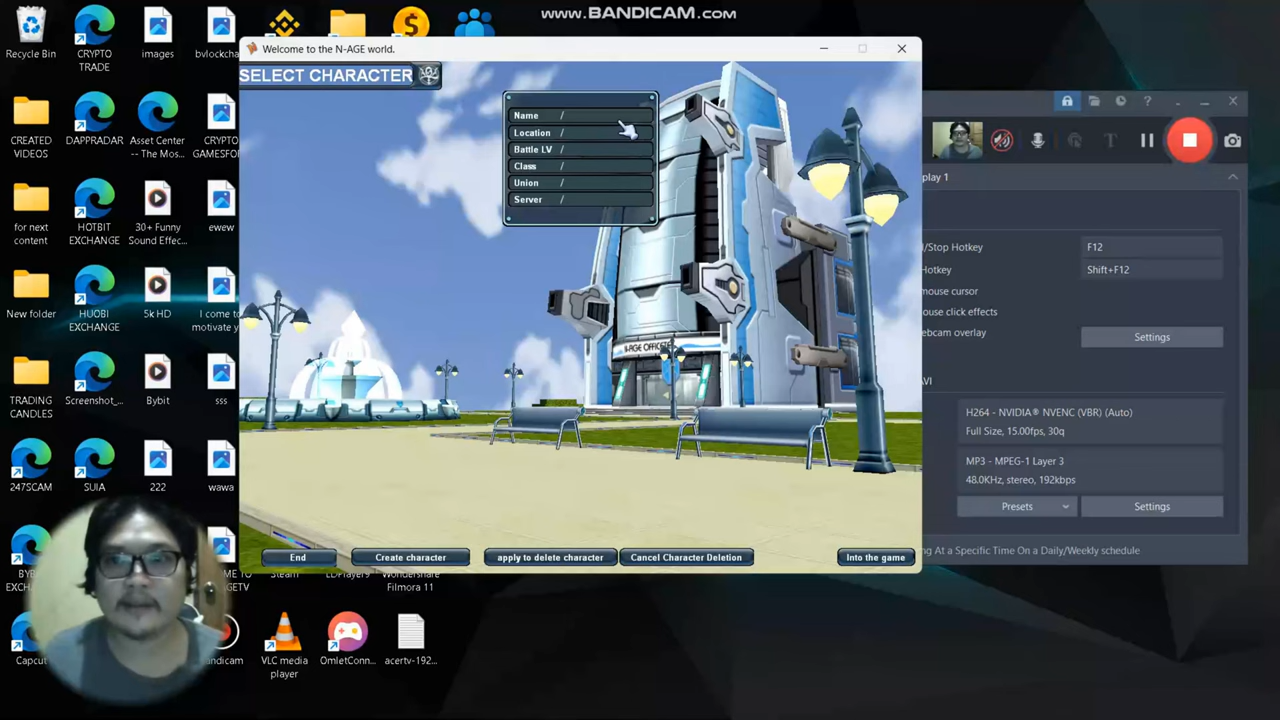 WWW.BANDICAM.COM
Recycle Bin
CRYPTO
TRADE
images
bvlockcha
CREATED
VIDEOS
DAPPRADAR
Asset Center
-- The Mos...
CRYPTO
GAMESFOR
for next
content
HOTBIT
EXCHANGE
30+ Funny
Sound Effec...
ewew
New folder
HUOBI
EXCHANGE
5k HD
I come to
motivate y
TRADING
CANDLES
Screenshot_...
Bybit
sss
247SCAM
SUIA
222
wawa
Capcut
Steam
LDPlayer9
Wondershare
Filmora 11
VLC media
player
OmletConn...
acertv-192...
Welcome to the N-AGE world.
SELECT CHARACTER
Name /
Location /
Battle LV /
Class /
Union /
Server /
N-AGE OFFICE
End
Create character
apply to delete character
Cancel Character Deletion
Into the game
play 1
/Stop Hotkey
F12
Hotkey
Shift+F12
mouse cursor
ouse click effects
ebcam overlay
Settings
AVI
H264 - NVIDIA® NVENC (VBR) (Auto)
Full Size, 15.00fps, 30q
MP3 - MPEG-1 Layer 3
48.0KHz, stereo, 192kbps
Presets
Settings
ng At a Specific Time On a Daily/Weekly schedule